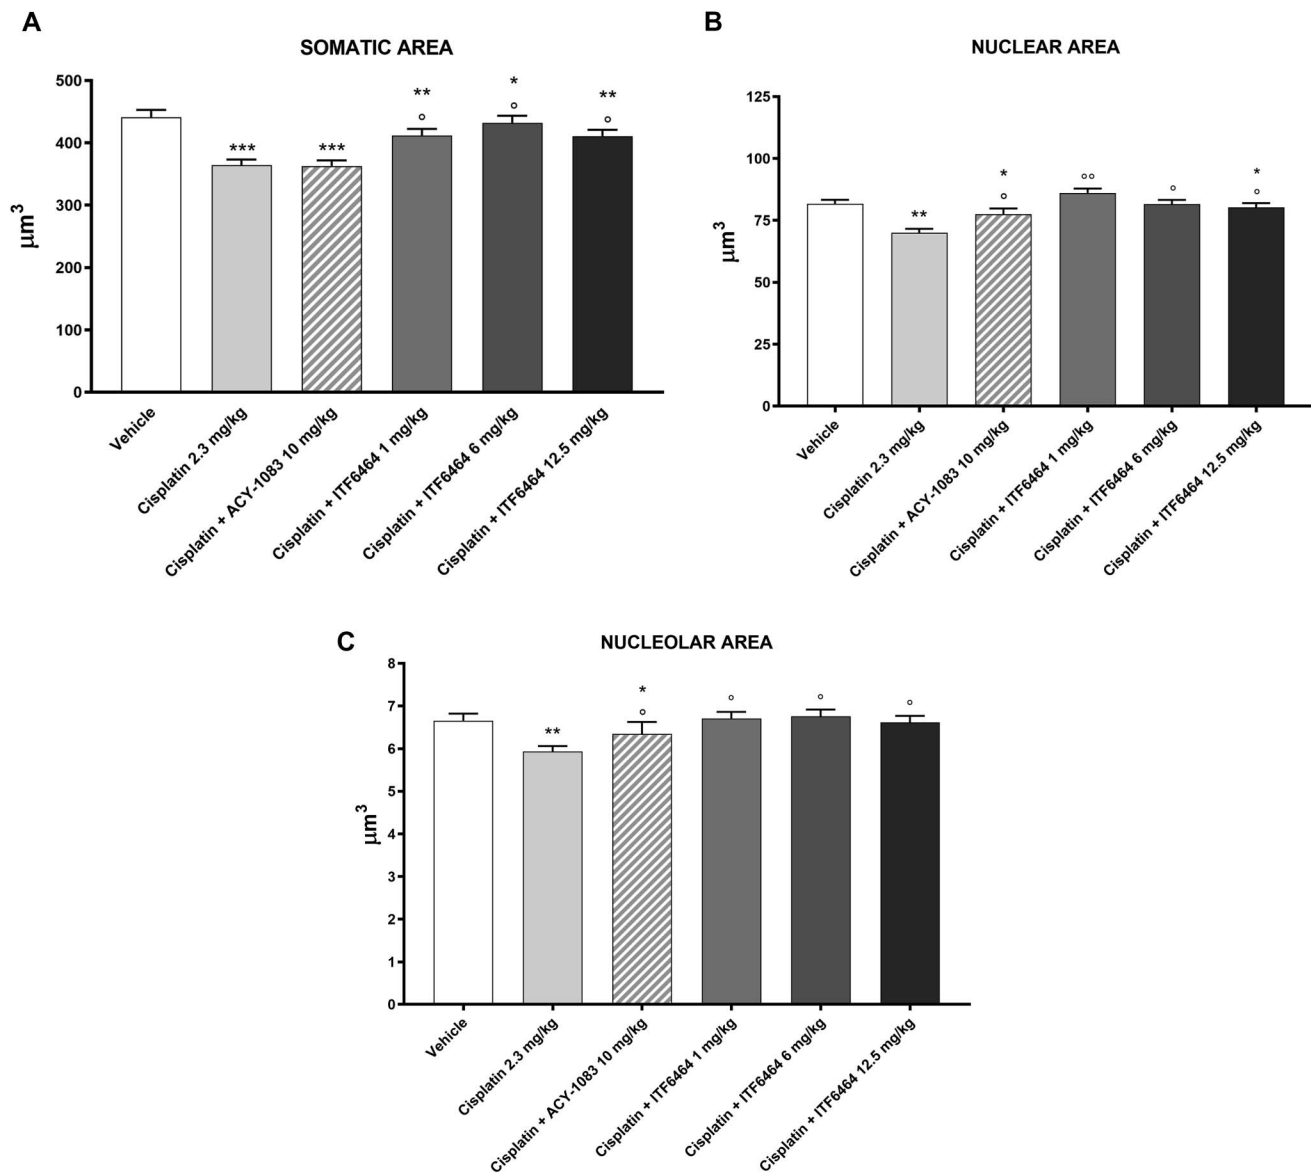 A
SOMATIC AREA
μm³
500
400
300
200
100
0
***
***
**
°
*
°
**
°
Vehicle
Cisplatin 2.3 mg/kg
Cisplatin + ACY-1083 10 mg/kg
Cisplatin + ITF6464 1 mg/kg
Cisplatin + ITF6464 6 mg/kg
Cisplatin + ITF6464 12.5 mg/kg
B
NUCLEAR AREA
μm³
125
100
75
50
25
0
**
*
°
°°
°
*
°
Vehicle
Cisplatin 2.3 mg/kg
Cisplatin + ACY-1083 10 mg/kg
Cisplatin + ITF6464 1 mg/kg
Cisplatin + ITF6464 6 mg/kg
Cisplatin + ITF6464 12.5 mg/kg
C
NUCLEOLAR AREA
μm³
8
7
6
5
4
3
2
1
0
**
*
°
°
°
°
Vehicle
Cisplatin 2.3 mg/kg
Cisplatin + ACY-1083 10 mg/kg
Cisplatin + ITF6464 1 mg/kg
Cisplatin + ITF6464 6 mg/kg
Cisplatin + ITF6464 12.5 mg/kg